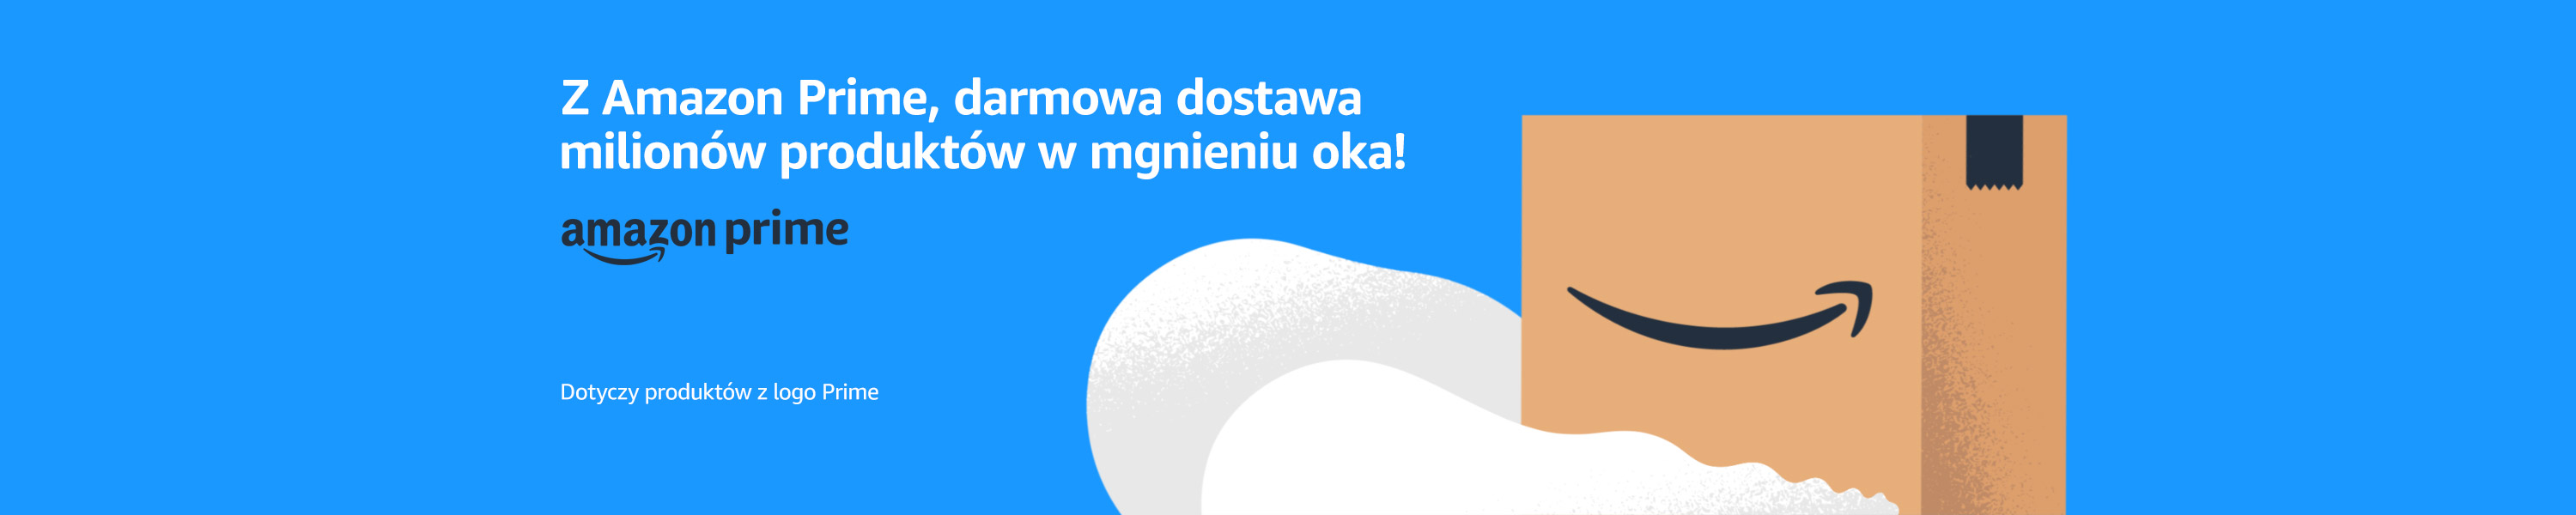 Z Amazon Prime, darmowa dostawa
milionów produktów w mgnieniu oka!
amazon prime
Dotyczy produktów z logo Prime